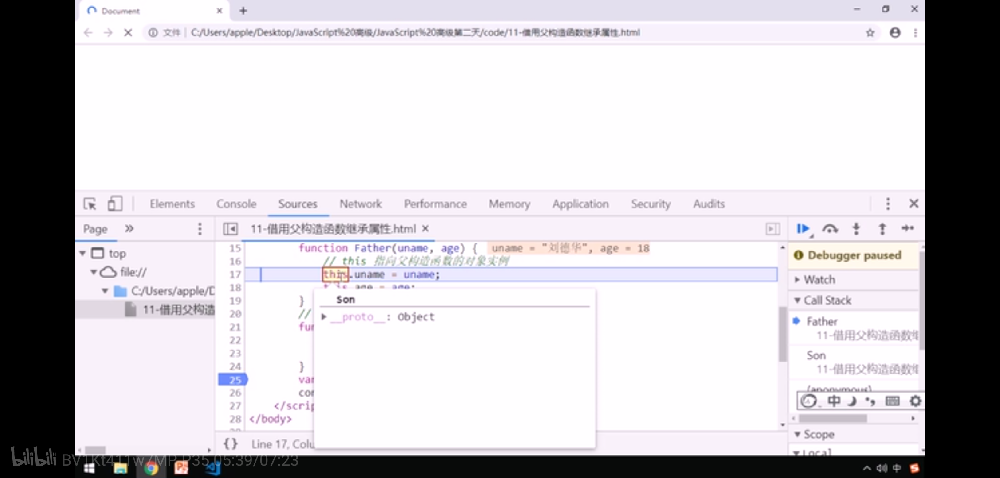 Document
文件 C:/Users/apple/Desktop/JavaScript%20高级/JavaScript%20高级第二天/code/11-借用父构造函数继承属性.html
Elements Console Sources Network Performance Memory Application Security Audits
Page
11-借用父构造函数继承属性.html
top
file://
C:/Users/apple/D
11-借用父构造
15 function Father(uname, age) { uname = "刘德华", age = 18
16 // this 指向父构造函数的对象实例
17 this.uname = uname;
18 this.age = age;
19 }
20 //
21 fur
22
23
24 }
25 var
26 con
27 </scrip
28 </body>
Son
__proto__: Object
{} Line 17, Colu
Debugger paused
Watch
Call Stack
Father
11-借用父构造函数继
Son
11-借用父构造函数继
(anonymous)
中
Scope
Local
bilibili BV1Kt411w7MP P35 05:39/07:23
中